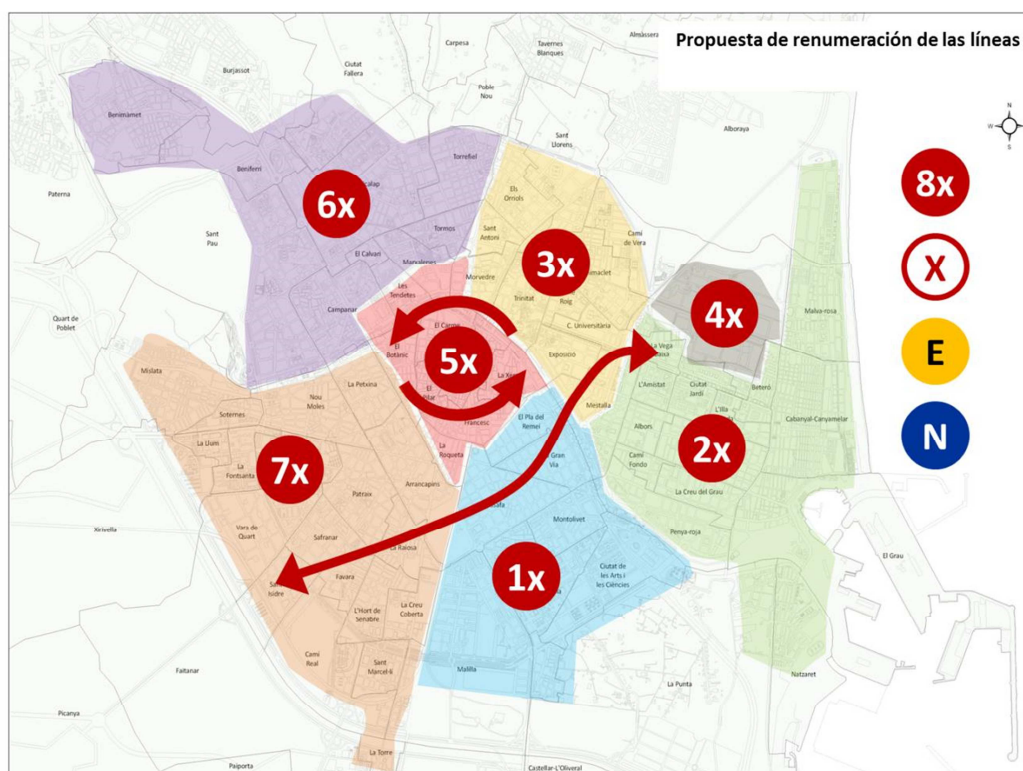 Propuesta de renumeración de las líneas
Almàssera
Carpesa
Tavernes
Blanques
Ciutat
Fallera
Burjassot
Poble
Nou
Benimàmet
Sant
Llorens
Alboraya
Beniferri
Torrefiel
Paterna
Els
Orriols
6x
Sant
Pau
Tormos
Sant
Antoni
Camí
de Vera
El Calvari
3x
Morvedre
Les
Tendetes
Trinitat
Roig
Campanar
4x
Malva-rosa
Quart de
Poblet
El Carme
C. Universitària
El
Botànic
5x
Exposició
La Vega
Baixa
Mislata
La Petxina
L'Amistat
Ciutat
Jardí
Beteró
Nou
Moles
El
Pilar
Mestalla
Soternes
Francesc
El Pla del
Remei
Albors
Cabanyal-Canyamelar
La Llum
La
Roqueta
Gran
Via
2x
Camí
Fondo
La
Fontsanta
7x
Arrancapins
La Creu del Grau
Patraix
Montolivet
Penya-roja
Xirivella
Vara de
Quart
Safranar
La Raiosa
El Grau
1x
Ciutat de
les Arts i
les Ciències
Favara
Isidre
L'Hort de
Senabre
La Creu
Coberta
Camí
Real
Sant
Marcel·lí
Malilla
Faitanar
La Punta
Natzaret
Picanya
La Torre
Paiporta
Castellar-L'Oliveral
N
W
S
8x
X
E
N